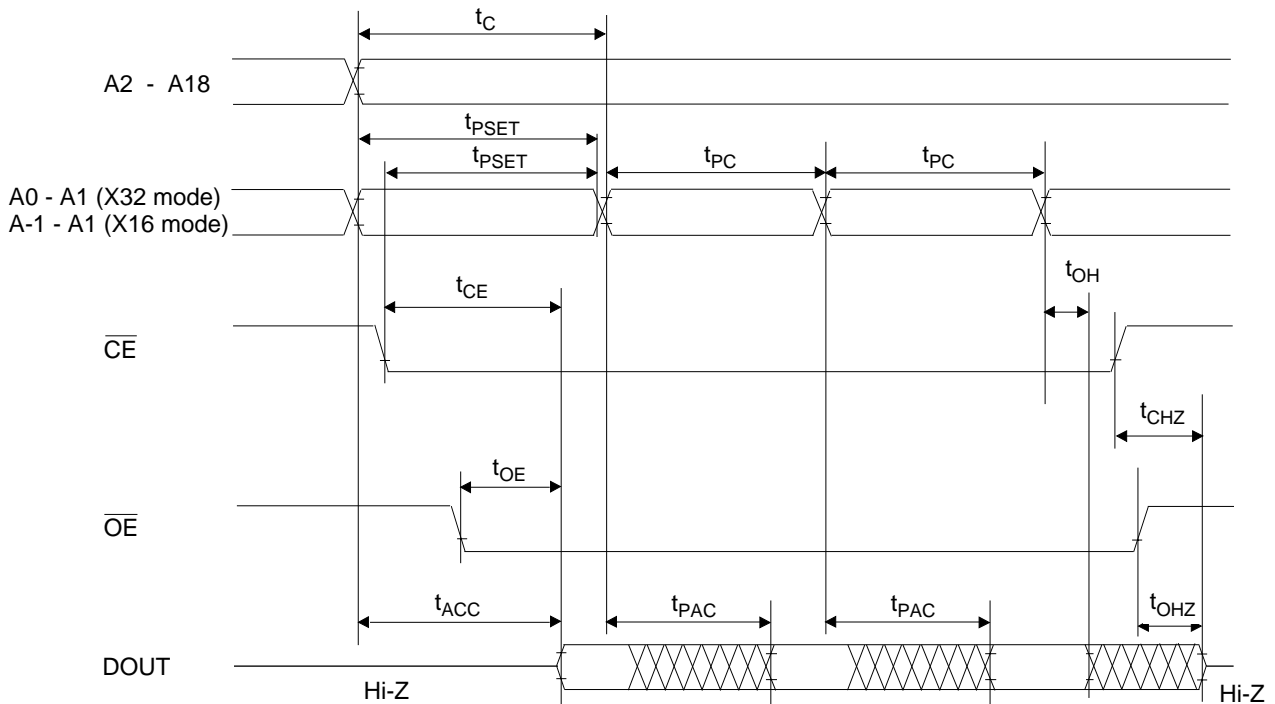 tC
A2 - A18
tPSET
tPSET
tPC
tPC
A0 - A1 (X32 mode)
A-1 - A1 (X16 mode)
tOH
tCE
CE
tCHZ
tOE
OE
tACC
tPAC
tPAC
tOHZ
DOUT
Hi-Z
Hi-Z